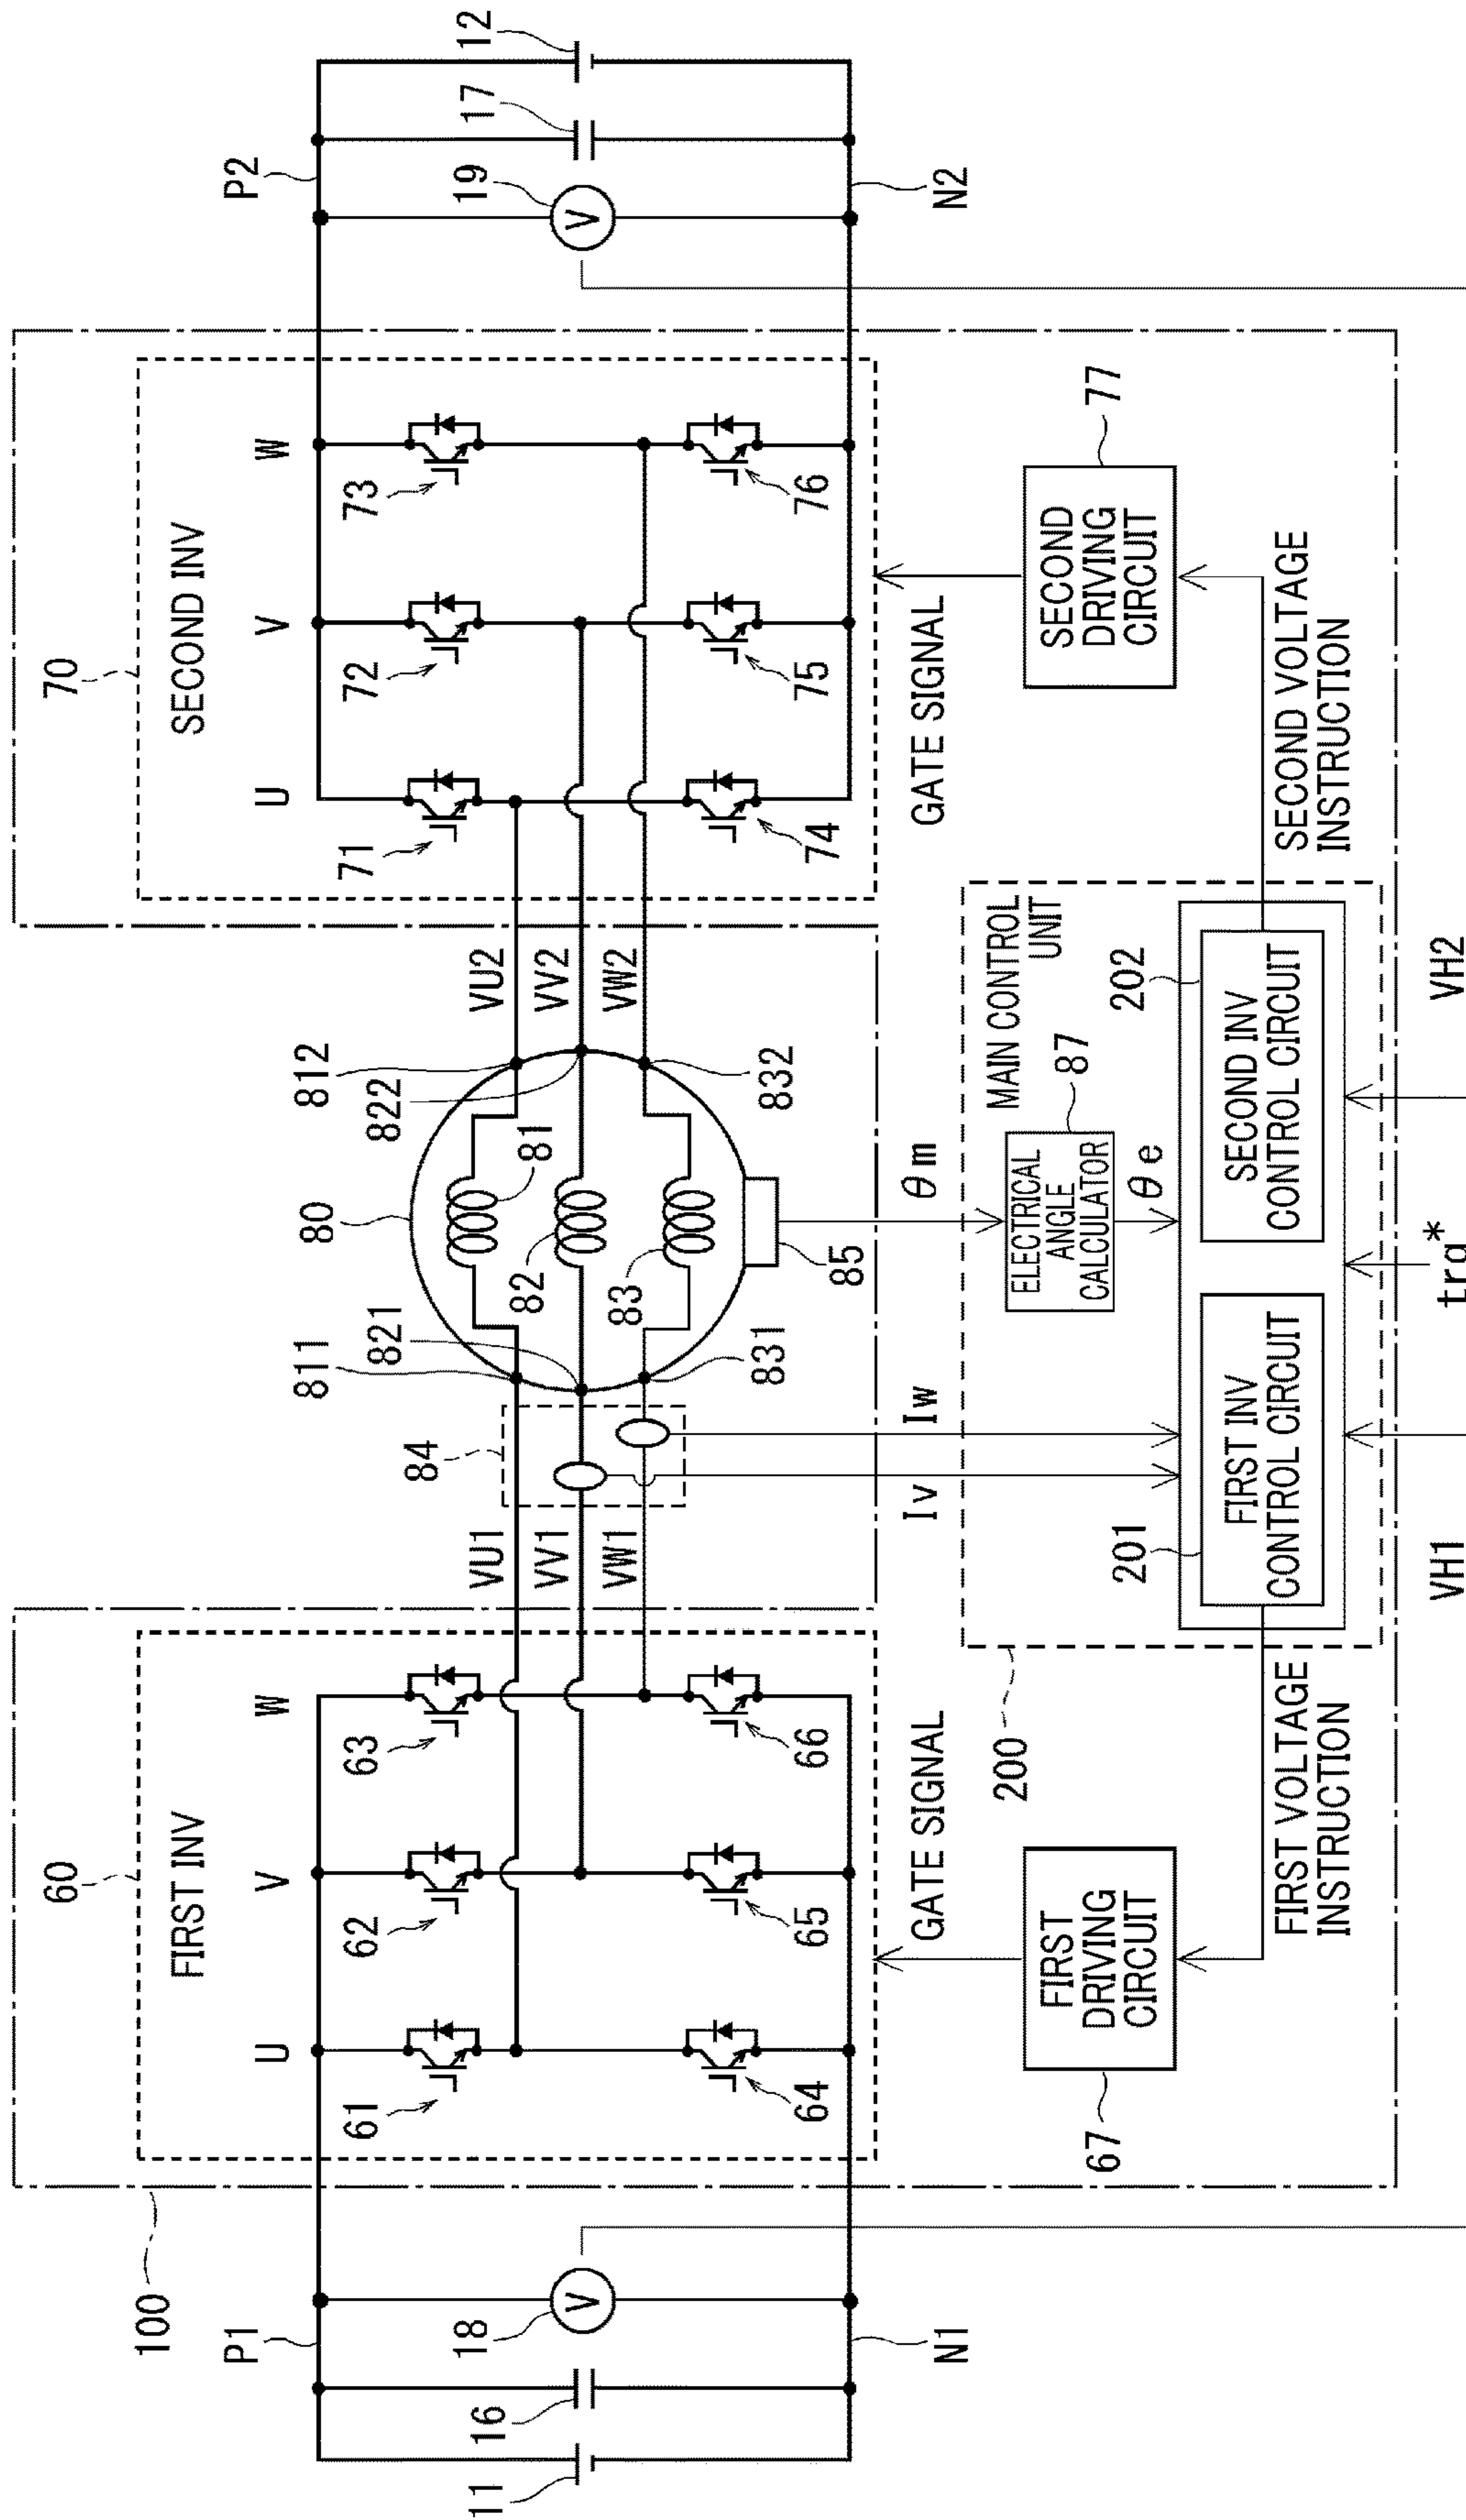 100
60
70
FIRST INV
SECOND INV
P1
U
V
W
U
V
W
P2
61
62
63
71
72
73
811
821
80
812
822
84
82
81
83
11
16
18
V
VU1
VV1
VW1
VU2
VV2
VW2
V
19
17
12
64
65
66
831
85
832
74
75
76
N1
N2
GATE SIGNAL
Iv
Iw
θm
GATE SIGNAL
200
MAIN CONTROL
UNIT
67
FIRST
DRIVING
CIRCUIT
ELECTRICAL
ANGLE
CALCULATOR
87
SECOND
DRIVING
CIRCUIT
77
201
θe
202
FIRST INV
CONTROL CIRCUIT
SECOND INV
CONTROL CIRCUIT
FIRST VOLTAGE
INSTRUCTION
SECOND VOLTAGE
INSTRUCTION
VH1
trq*
VH2